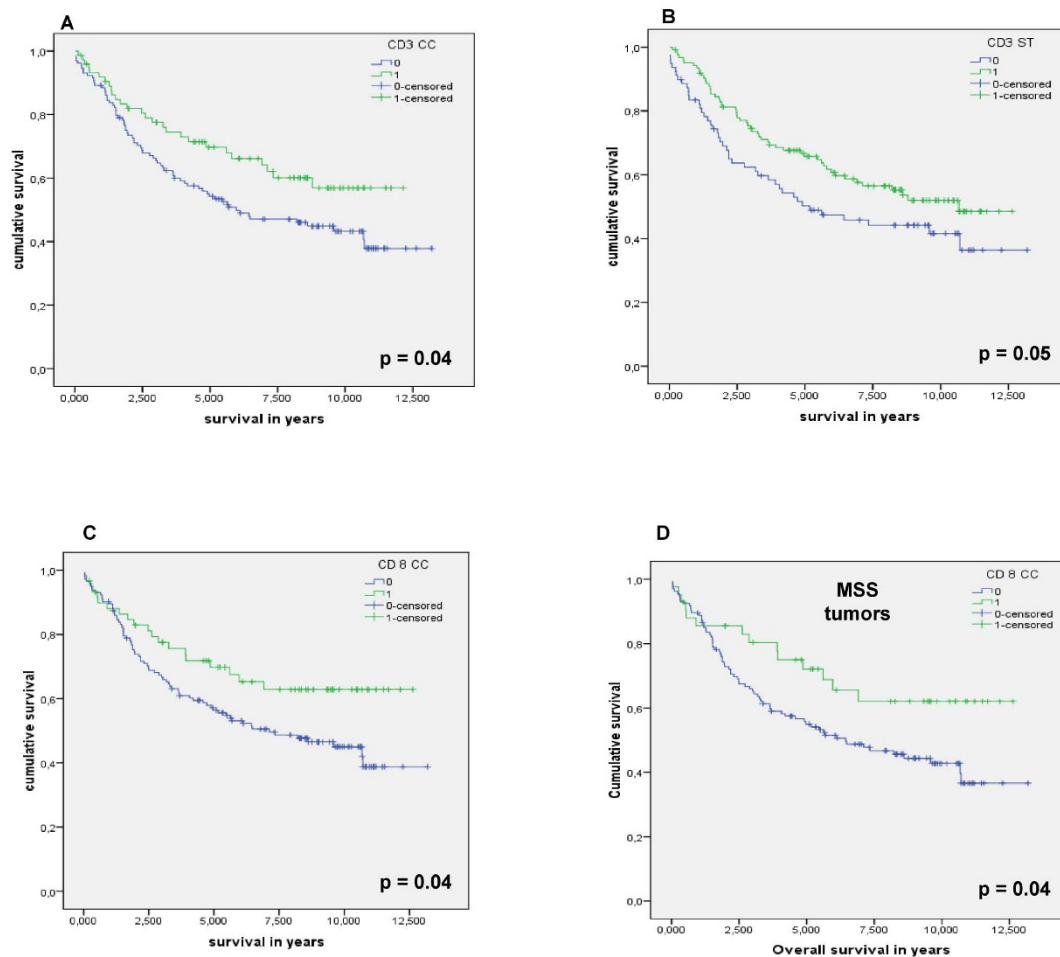 A
CD3 CC
0
1
0-censored
1-censored
1,0
0,8
0,6
0,4
0,2
0,0
cumulative survival
p = 0.04
0,000 2,500 5,000 7,500 10,000 12,500
survival in years
B
CD3 ST
0
1
0-censored
1-censored
1,0
0,8
0,6
0,4
0,2
0,0
cumulative survival
p = 0.05
0,000 2,500 5,000 7,500 10,000 12,500
survival in years
C
CD 8 CC
0
1
0-censored
1-censored
1,0
0,8
0,6
0,4
0,2
0,0
cumulative survival
p = 0.04
0,000 2,500 5,000 7,500 10,000 12,500
survival in years
D
MSS
tumors
CD 8 CC
0
1
0-censored
1-censored
1,0
0,8
0,6
0,4
0,2
0,0
Cumulative survival
p = 0.04
0,000 2,500 5,000 7,500 10,000 12,500
Overall survival in years